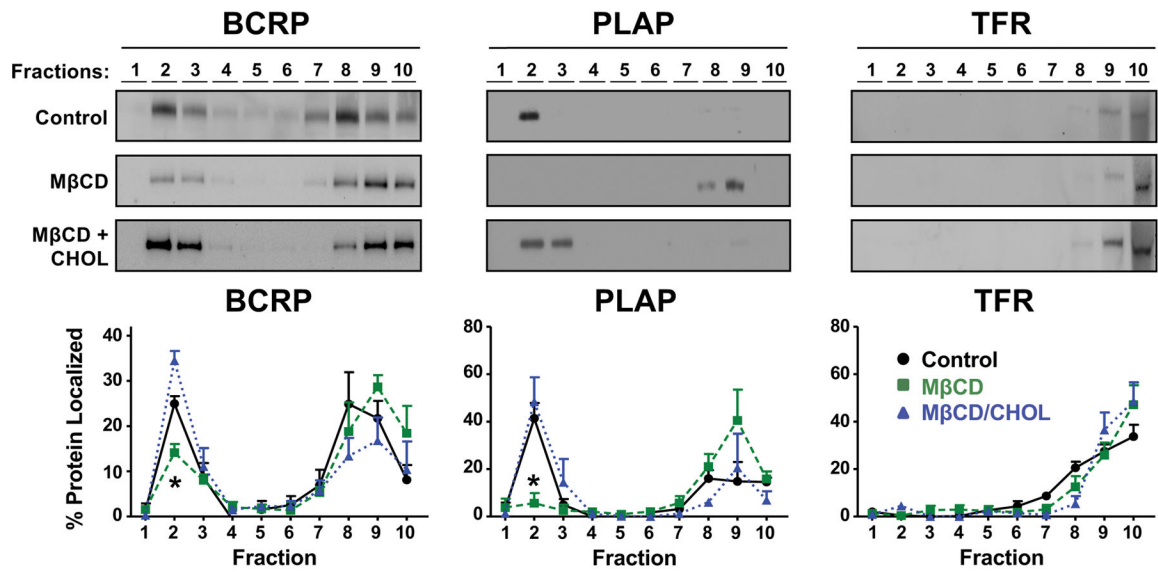 BCRP PLAP TFR
Fractions: 1 2 3 4 5 6 7 8 9 10 1 2 3 4 5 6 7 8 9 10 1 2 3 4 5 6 7 8 9 10
Control
MβCD
MβCD +
CHOL
BCRP PLAP TFR
% Protein Localized
40
30
20
10
0
1 2 3 4 5 6 7 8 9 10
Fraction
*
80
60
40
20
0
1 2 3 4 5 6 7 8 9 10
Fraction
*
80
60
40
20
0
1 2 3 4 5 6 7 8 9 10
Fraction
Control
MβCD
MβCD/CHOL